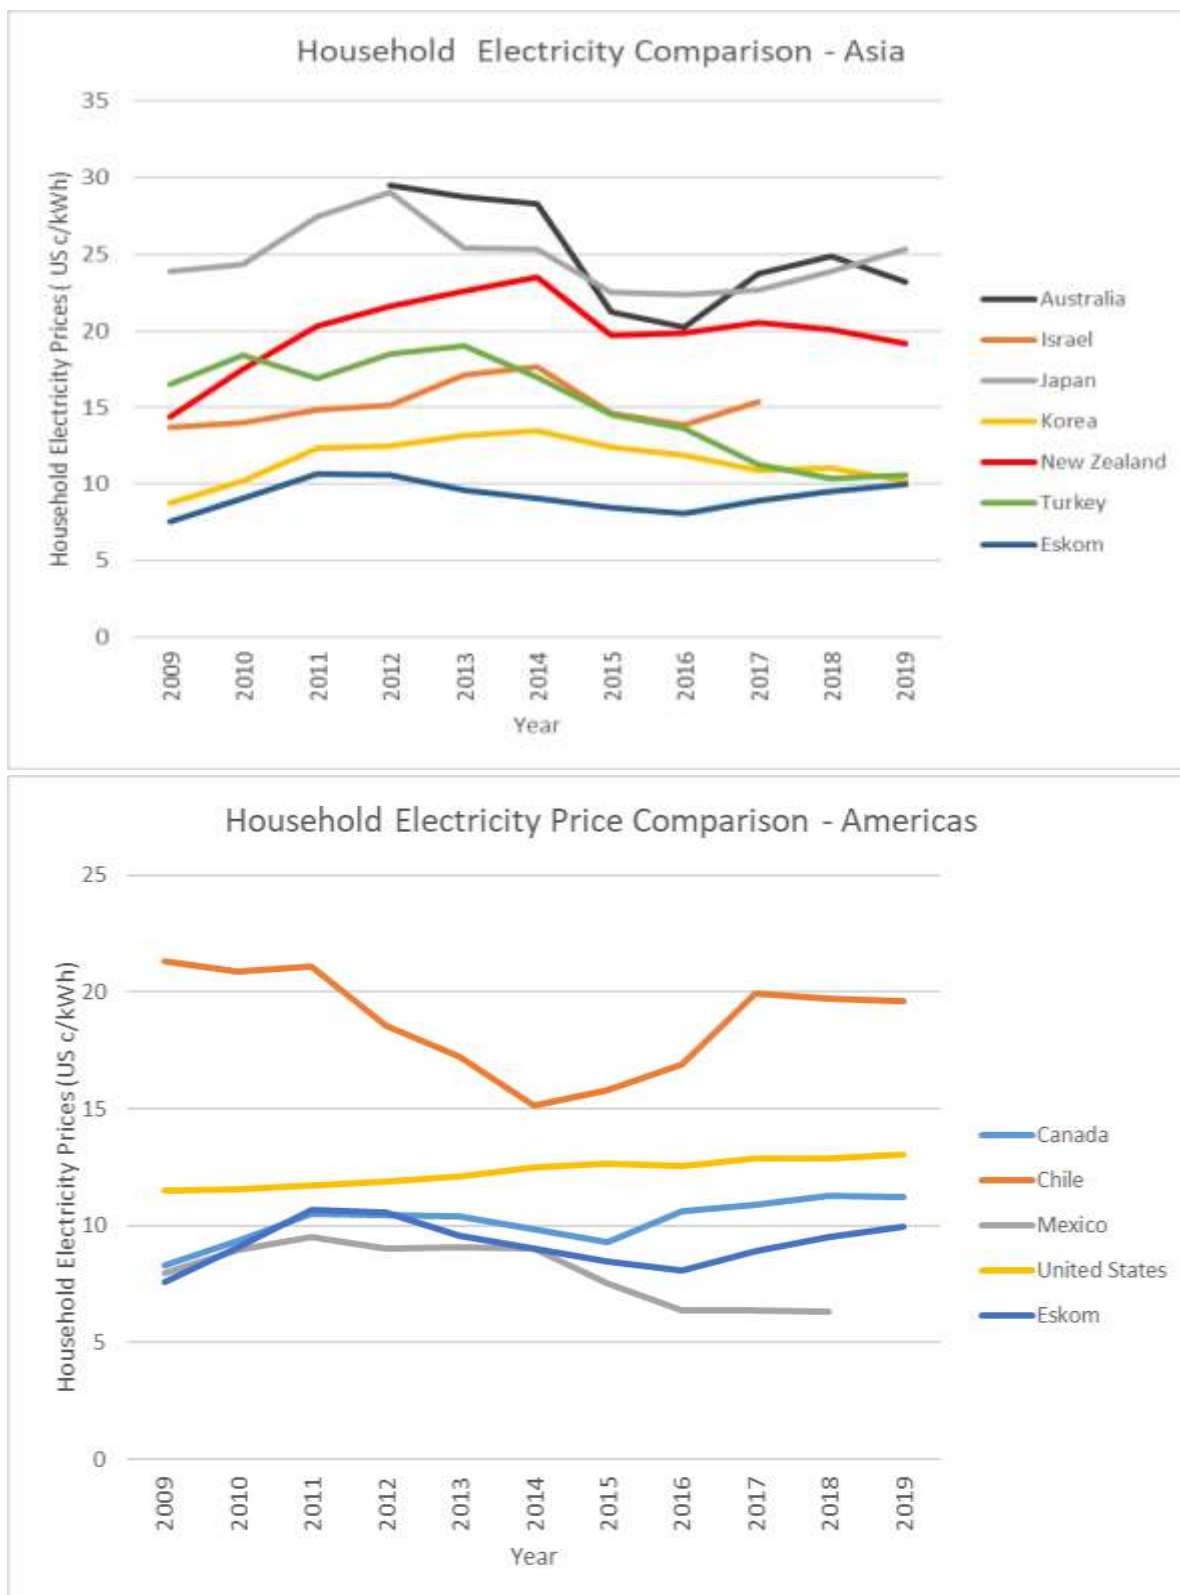 Household Electricity Comparison - Asia
Household Electricity Prices ( US c/kWh)
35
30
25
20
15
10
5
0
2009
2010
2011
2012
2013
2014
2015
2016
2017
2018
2019
Year
Australia
Israel
Japan
Korea
New Zealand
Turkey
Eskom
Household Electricity Price Comparison - Americas
Household Electricity Prices (US c/kWh)
25
20
15
10
5
0
2009
2010
2011
2012
2013
2014
2015
2016
2017
2018
2019
Year
Canada
Chile
Mexico
United States
Eskom